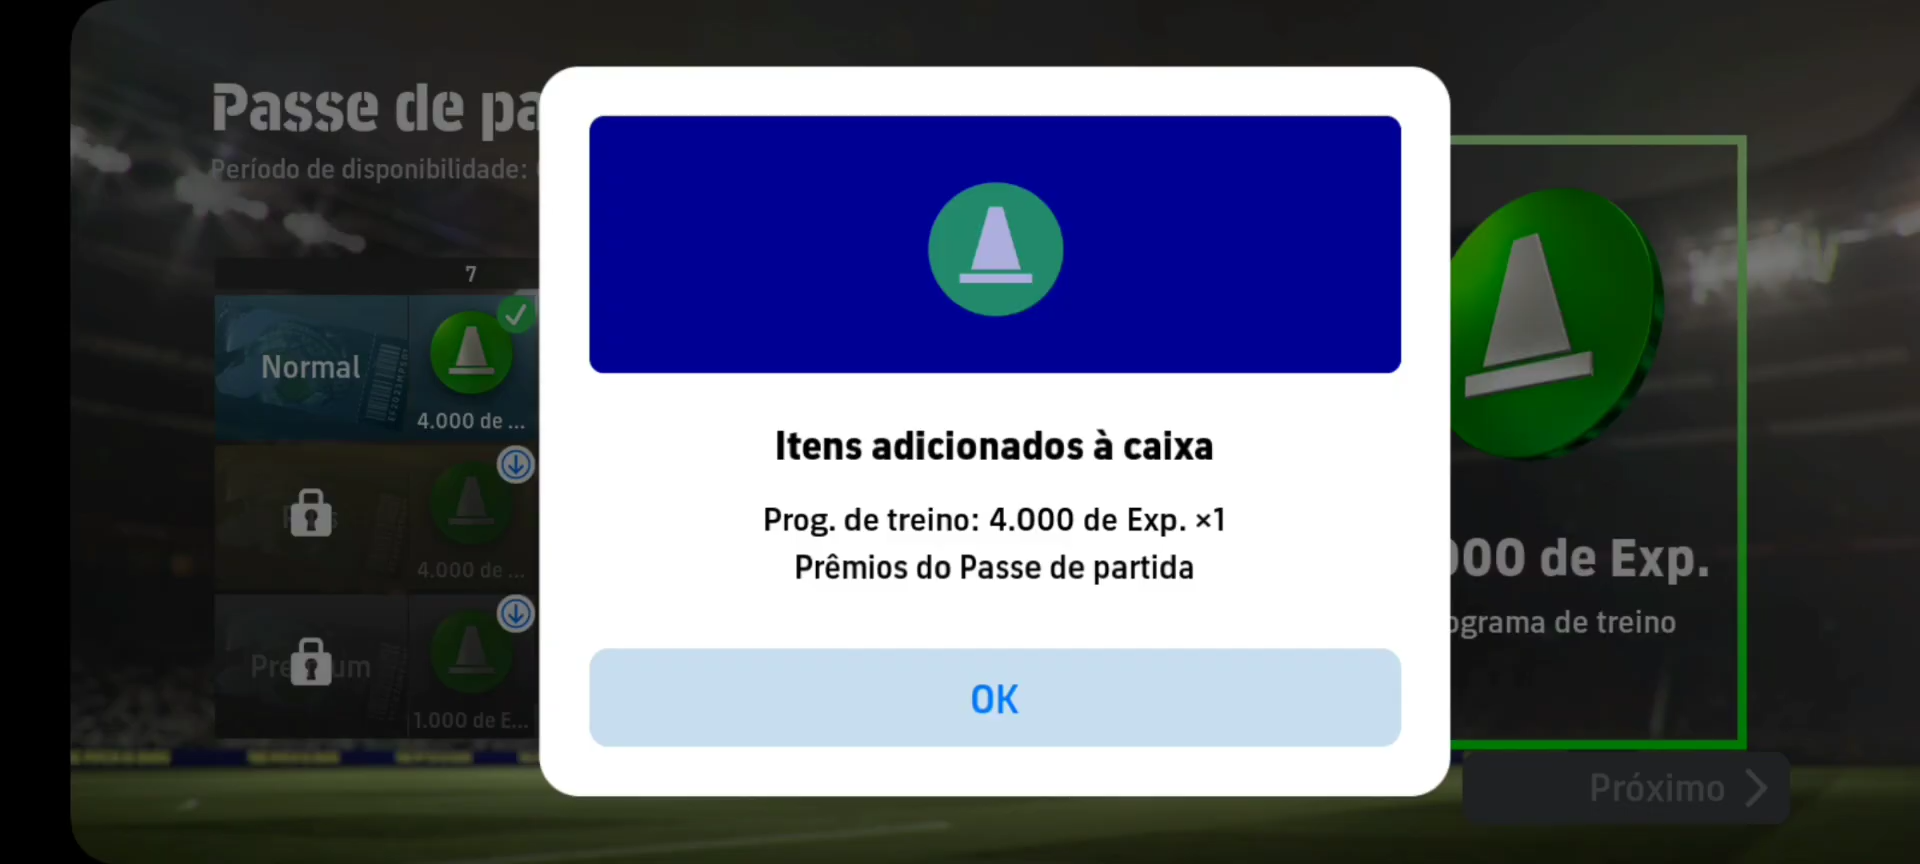 Passe de pa
Período de disponibilidade:
7
Normal
4.000 de ...
4.000 de ...
1.000 de E...
Itens adicionados à caixa
Prog. de treino: 4.000 de Exp. ×1
Prêmios do Passe de partida
OK
000 de Exp.
ograma de treino
Próximo